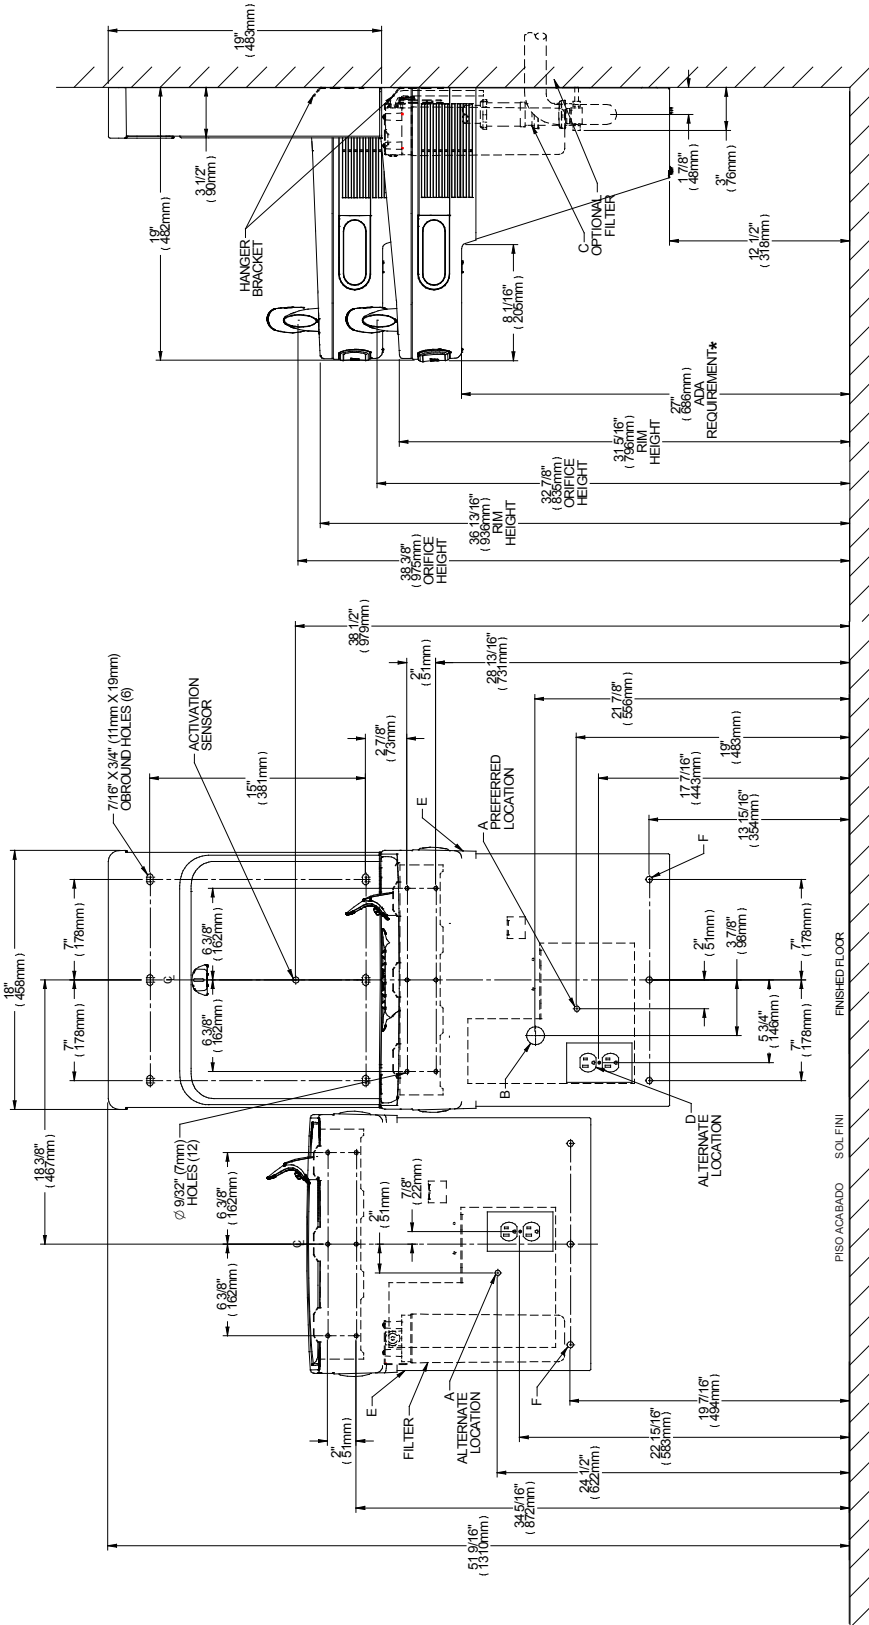 19"
(483mm)
19"
(482mm)
3 1/2"
(90mm)
HANGER
BRACKET
C
OPTIONAL
FILTER
1 7/8"
(48mm)
3"
(76mm)
12 1/2"
(318mm)
8 1/16"
(205mm)
27"
(686mm)
ADA
REQUIREMENT*
31 5/16"
(796mm)
RIM
HEIGHT
32 7/8"
(835mm)
ORIFICE
HEIGHT
36 13/16"
(936mm)
RIM
HEIGHT
38 3/8"
(975mm)
ORIFICE
HEIGHT
7/16" X 3/4" (11mm X 19mm)
OBROUND HOLES (6)
ACTIVATION
SENSOR
15"
(381mm)
38 1/2"
(979mm)
2 7/8"
(73mm)
2"
(51mm)
28 13/16"
(731mm)
E
A
PREFERRED
LOCATION
21 7/8"
(556mm)
19"
(483mm)
17 7/16"
(443mm)
13 15/16"
(354mm)
F
18"
(458mm)
7"
(178mm)
7"
(178mm)
18 3/8"
(467mm)
6 3/8"
(162mm)
6 3/8"
(162mm)
B
2"
(51mm)
3 7/8"
(98mm)
5 3/4"
(146mm)
7"
(178mm)
7"
(178mm)
D
ALTERNATE
LOCATION
Ø 9/32" (7mm)
HOLES (12)
6 3/8"
(162mm)
6 3/8"
(162mm)
7/8"
(22mm)
2"
(51mm)
2"
(51mm)
E
FILTER
A
ALTERNATE
LOCATION
F
19 7/16"
(494mm)
22 15/16"
(583mm)
24 1/2"
(622mm)
34 5/16"
(872mm)
51 9/16"
(1310mm)
PISO ACABADO SOL FINI FINISHED FLOOR